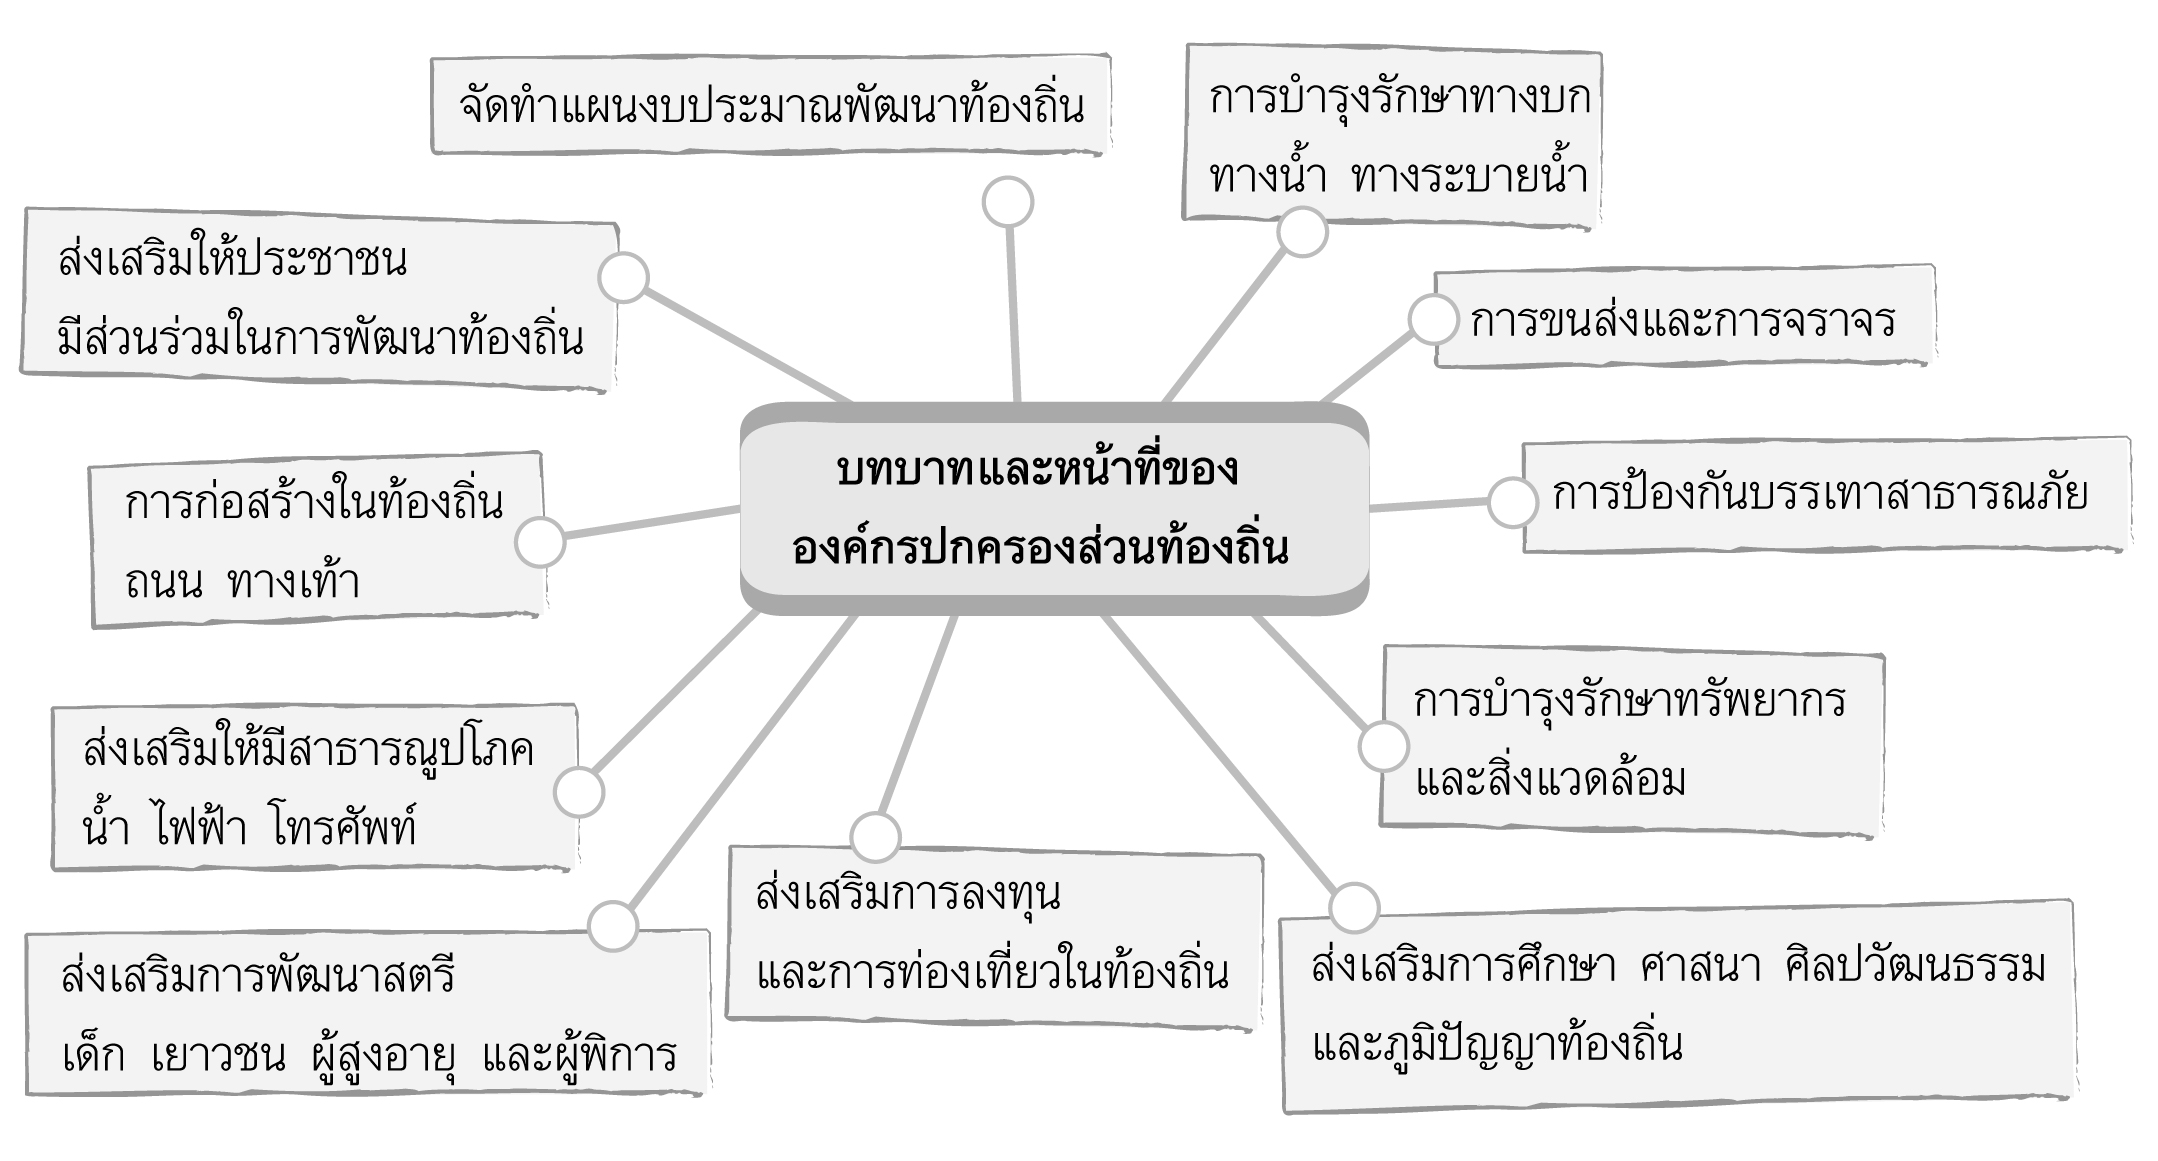 จัดทำแผนงบประมาณพัฒนาท้องถิ่น
การบำรุงรักษาทางบก
ทางน้ำ ทางระบายน้ำ
ส่งเสริมให้ประชาชน
มีส่วนร่วมในการพัฒนาท้องถิ่น
การขนส่งและการจราจร
บทบาทและหน้าที่ของ
องค์กรปกครองส่วนท้องถิ่น
การก่อสร้างในท้องถิ่น
ถนน ทางเท้า
การป้องกันบรรเทาสาธารณภัย
ส่งเสริมให้มีสาธารณูปโภค
น้ำ ไฟฟ้า โทรศัพท์
การบำรุงรักษาทรัพยากร
และสิ่งแวดล้อม
ส่งเสริมการพัฒนาสตรี
เด็ก เยาวชน ผู้สูงอายุ และผู้พิการ
ส่งเสริมการลงทุน
และการท่องเที่ยวในท้องถิ่น
ส่งเสริมการศึกษา ศาสนา ศิลปวัฒนธรรม
และภูมิปัญญาท้องถิ่น